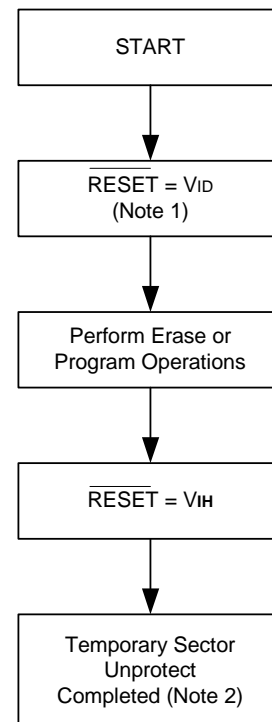 START
RESET = VID
(Note 1)
Perform Erase or
Program Operations
RESET = VIH
Temporary Sector
Unprotect
Completed (Note 2)